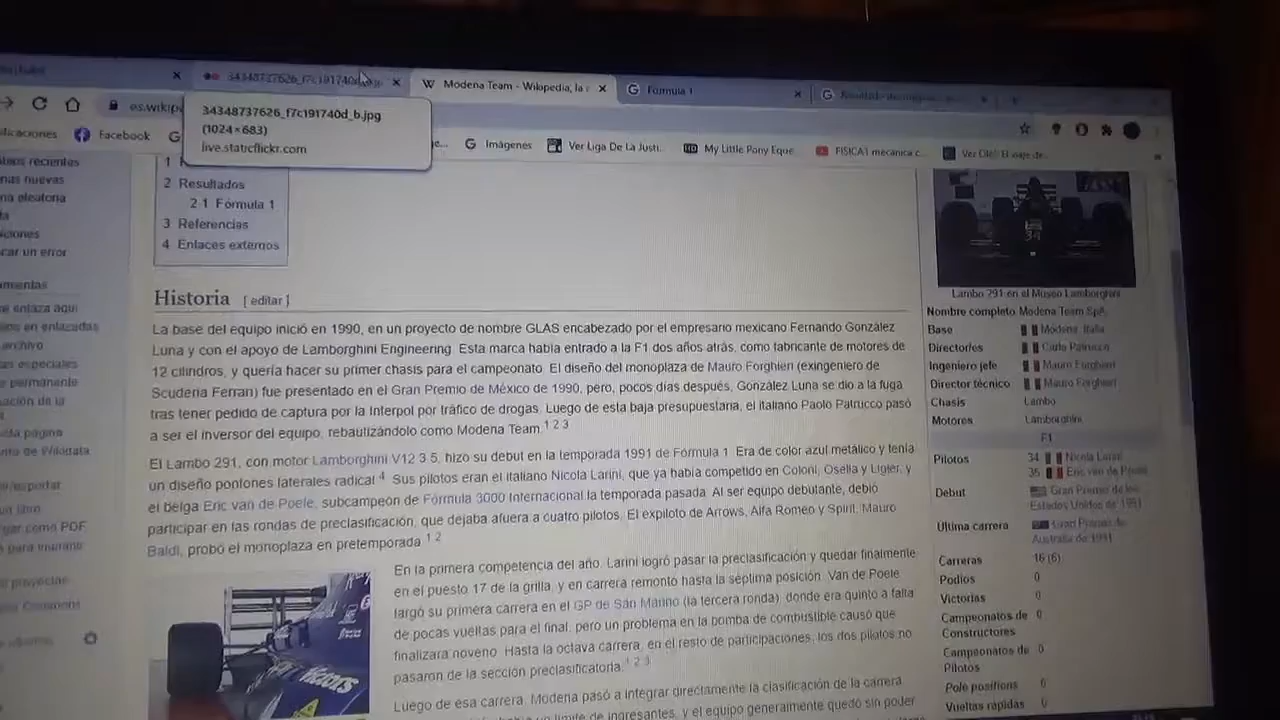 34348737626_f7c191740d_b.jp
Modena Team - Wikipedia, la e
Formula 1
es.wikip
34348737626_f7c191740d_b.jpg
(1024×683)
live.staticflickr.com
licaciones
Facebook
Imágenes
Ver Liga De La Justi...
My Little Pony Eque...
FISICA1 mecanica c...
1
2 Resultados
2 1 Fórmula 1
3 Referencias
4 Enlaces externos
Historia [ editar ]
La base del equipo inició en 1990, en un proyecto de nombre GLAS encabezado por el empresario mexicano Fernando González
Luna y con el apoyo de Lamborghini Engineering. Esta marca había entrado a la F1 dos años atrás, como fabricante de motores de
12 cilindros, y quería hacer su primer chasis para el campeonato. El diseño del monoplaza de Mauro Forghieri (exingeniero de
Scuderia Ferrari) fue presentado en el Gran Premio de México de 1990, pero, pocos días después, González Luna se dio a la fuga
tras tener pedido de captura por la Interpol por tráfico de drogas. Luego de esta baja presupuestaria, el italiano Paolo Patrucco pasó
a ser el inversor del equipo, rebautizándolo como Modena Team.1 2 3
El Lambo 291, con motor Lamborghini V12 3.5, hizo su debut en la temporada 1991 de Fórmula 1. Era de color azul metálico y tenía
un diseño pontones laterales radical 4 Sus pilotos eran el italiano Nicola Larini, que ya había competido en Coloni, Osella y Ligier, y
el belga Eric van de Poele, subcampeón de Fórmula 3000 Internacional la temporada pasada. Al ser equipo debutante, debió
participar en las rondas de preclasificación, que dejaba afuera a cuatro pilotos. El expiloto de Arrows, Alfa Romeo y Spirit, Mauro
Baldi, probó el monoplaza en pretemporada.1 2
En la primera competencia del año, Larini logró pasar la preclasificación y quedar finalmente
en el puesto 17 de la grilla, y en carrera remontó hasta la séptima posición. Van de Poele
largó su primera carrera en el GP de San Marino (la tercera ronda), donde era quinto a falta
de pocas vueltas para el final, pero un problema en la bomba de combustible causó que
finalizara noveno. Hasta la octava carrera, en el resto de participaciones, los dos pilotos no
pasaron de la sección preclasificatoria.1 2 3
Luego de esa carrera, Modena pasó a integrar directamente la clasificación de la carrera
límite de ingresantes, y el equipo generalmente quedó sin poder
34
Lambo 291 en el Museo Lamborghini
Nombre completo Modena Team SpA
Base Módena, Italia
Director/es Carlo Patrucco
Ingeniero jefe Mauro Forghieri
Director técnico Mauro Forghieri
Chasis Lambo
Motores Lamborghini
F1
Pilotos 34 Nicola Larini
35 Eric van de Poele
Debut Gran Premio de los
Estados Unidos de 1991
Última carrera Gran Premio de
Australia de 1991
Carreras 16 (6)
Podios 0
Victorias 0
Campeonatos de 0
Constructores
Campeonatos de 0
Pilotos
Pole positions 0
Vueltas rápidas 0